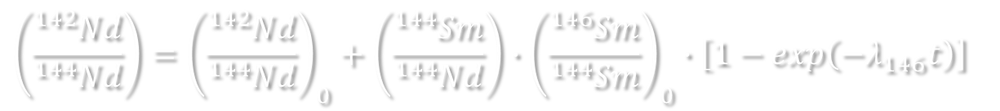 (¹⁴²Nd/¹⁴⁴Nd) = (¹⁴²Nd/¹⁴⁴Nd)₀ + (¹⁴⁴Sm/¹⁴⁴Nd) · (¹⁴⁶Sm/¹⁴⁴Sm)₀ · [1 − exp(−λ₁₄₆t)]